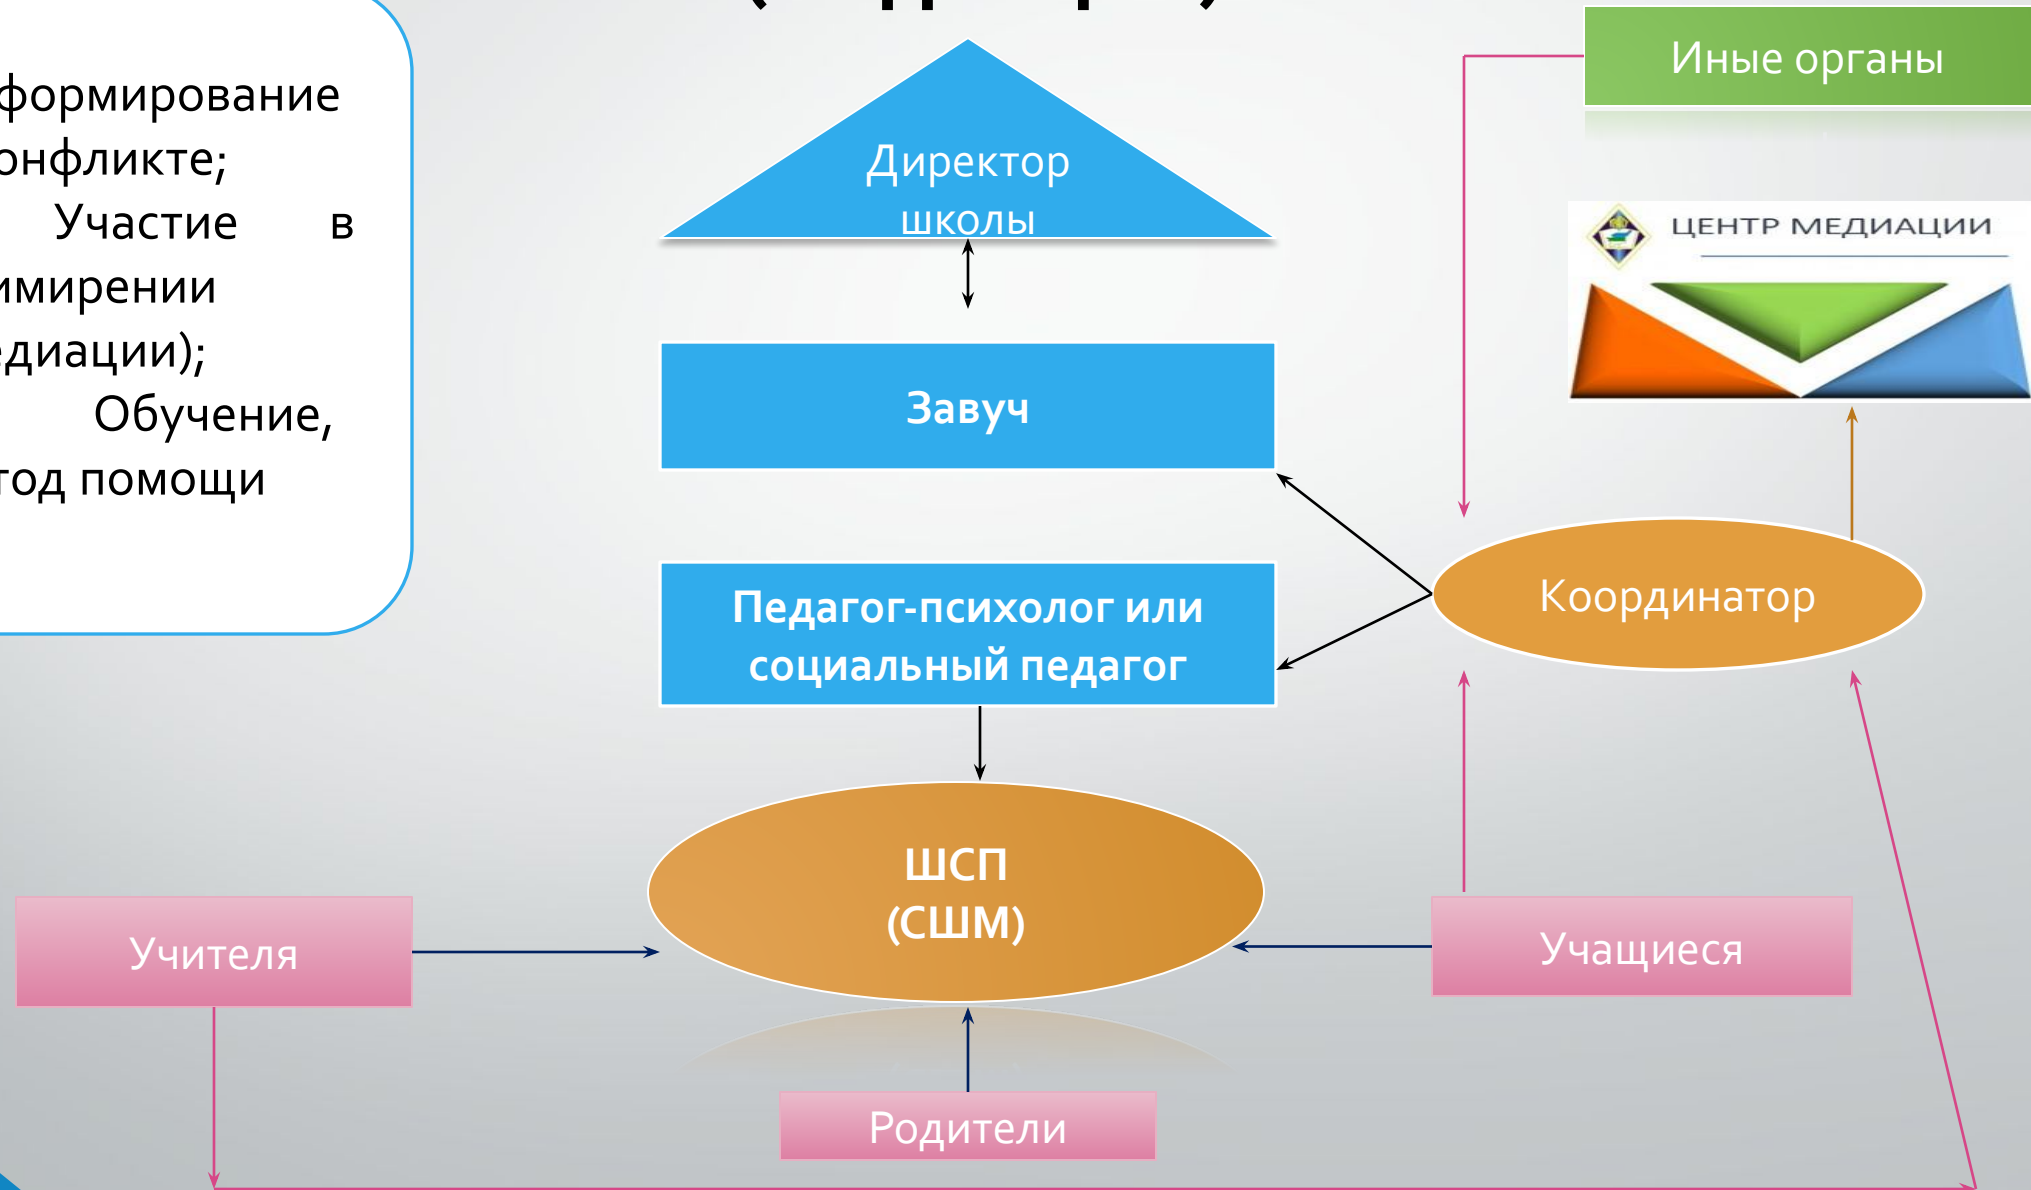 формирование
онфликте;
Участие в
имирении
едиации);
Обучение,
тод помощи
Директор
школы
Иные органы
ЦЕНТР МЕДИАЦИИ
Завуч
Педагог-психолог или
социальный педагог
Координатор
ШСП
(СШМ)
Учителя
Учащиеся
Родители